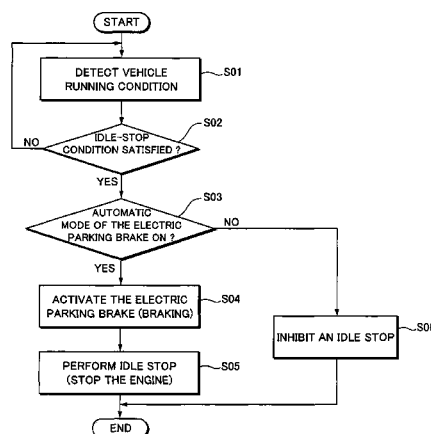 START
DETECT VEHICLE
RUNNING CONDITION
S01
IDLE-STOP
CONDITION SATISFIED ?
S02
NO
YES
AUTOMATIC
MODE OF THE ELECTRIC
PARKING BRAKE ON ?
S03
NO
YES
ACTIVATE THE ELECTRIC
PARKING BRAKE (BRAKING)
S04
INHIBIT AN IDLE STOP
PERFORM IDLE STOP
(STOP THE ENGINE)
S05
END